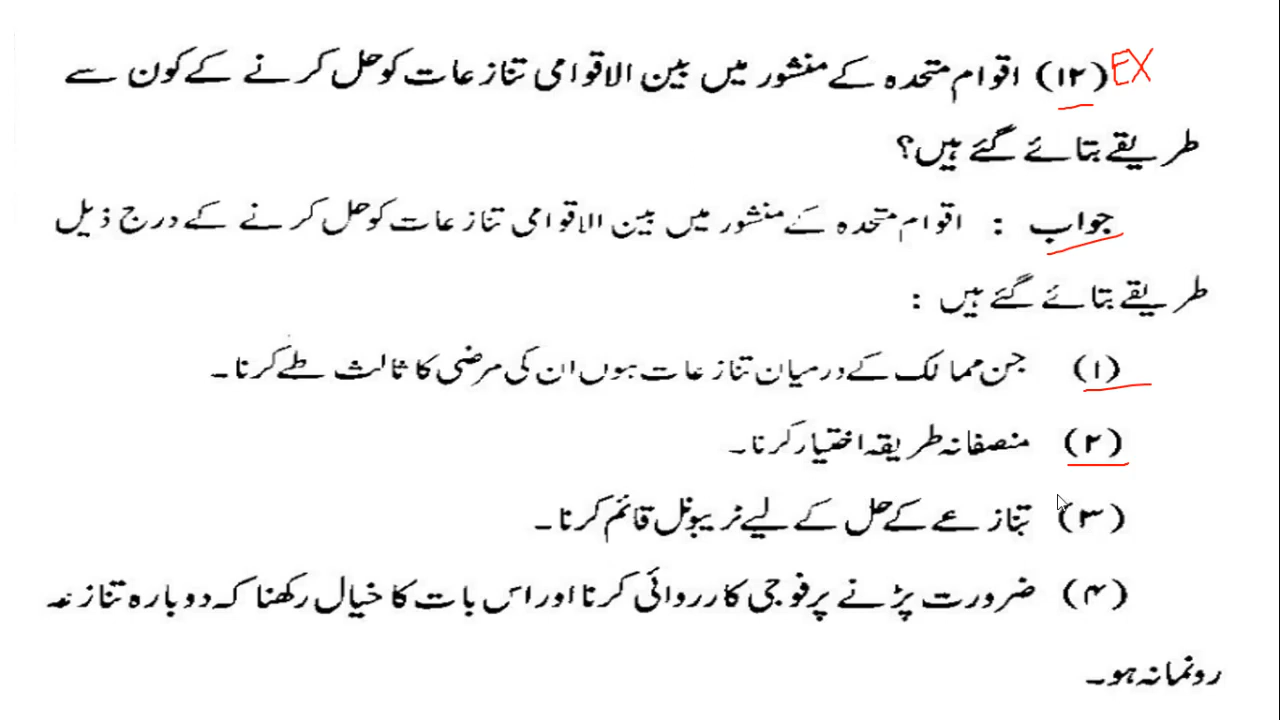 EX (۱۲) اقوام متحدہ کے منشور میں بین الاقوامی تنازعات کو حل کرنے کے کون سے
طریقے بتائے گئے ہیں؟
جواب : اقوام متحدہ کے منشور میں بین الاقوامی تنازعات کو حل کرنے کے درج ذیل
طریقے بتائے گئے ہیں :
(۱) جن ممالک کے درمیان تنازعات ہوں ان کی مرضی کا ثالث طے کرنا۔
(۲) منصفانہ طریقہ اختیار کرنا۔
(۳) تنازعے کے حل کے لیے ٹریبونل قائم کرنا۔
(۴) ضرورت پڑنے پر فوجی کارروائی کرنا اور اس بات کا خیال رکھنا کہ دوبارہ تنازعہ
رونما نہ ہو۔